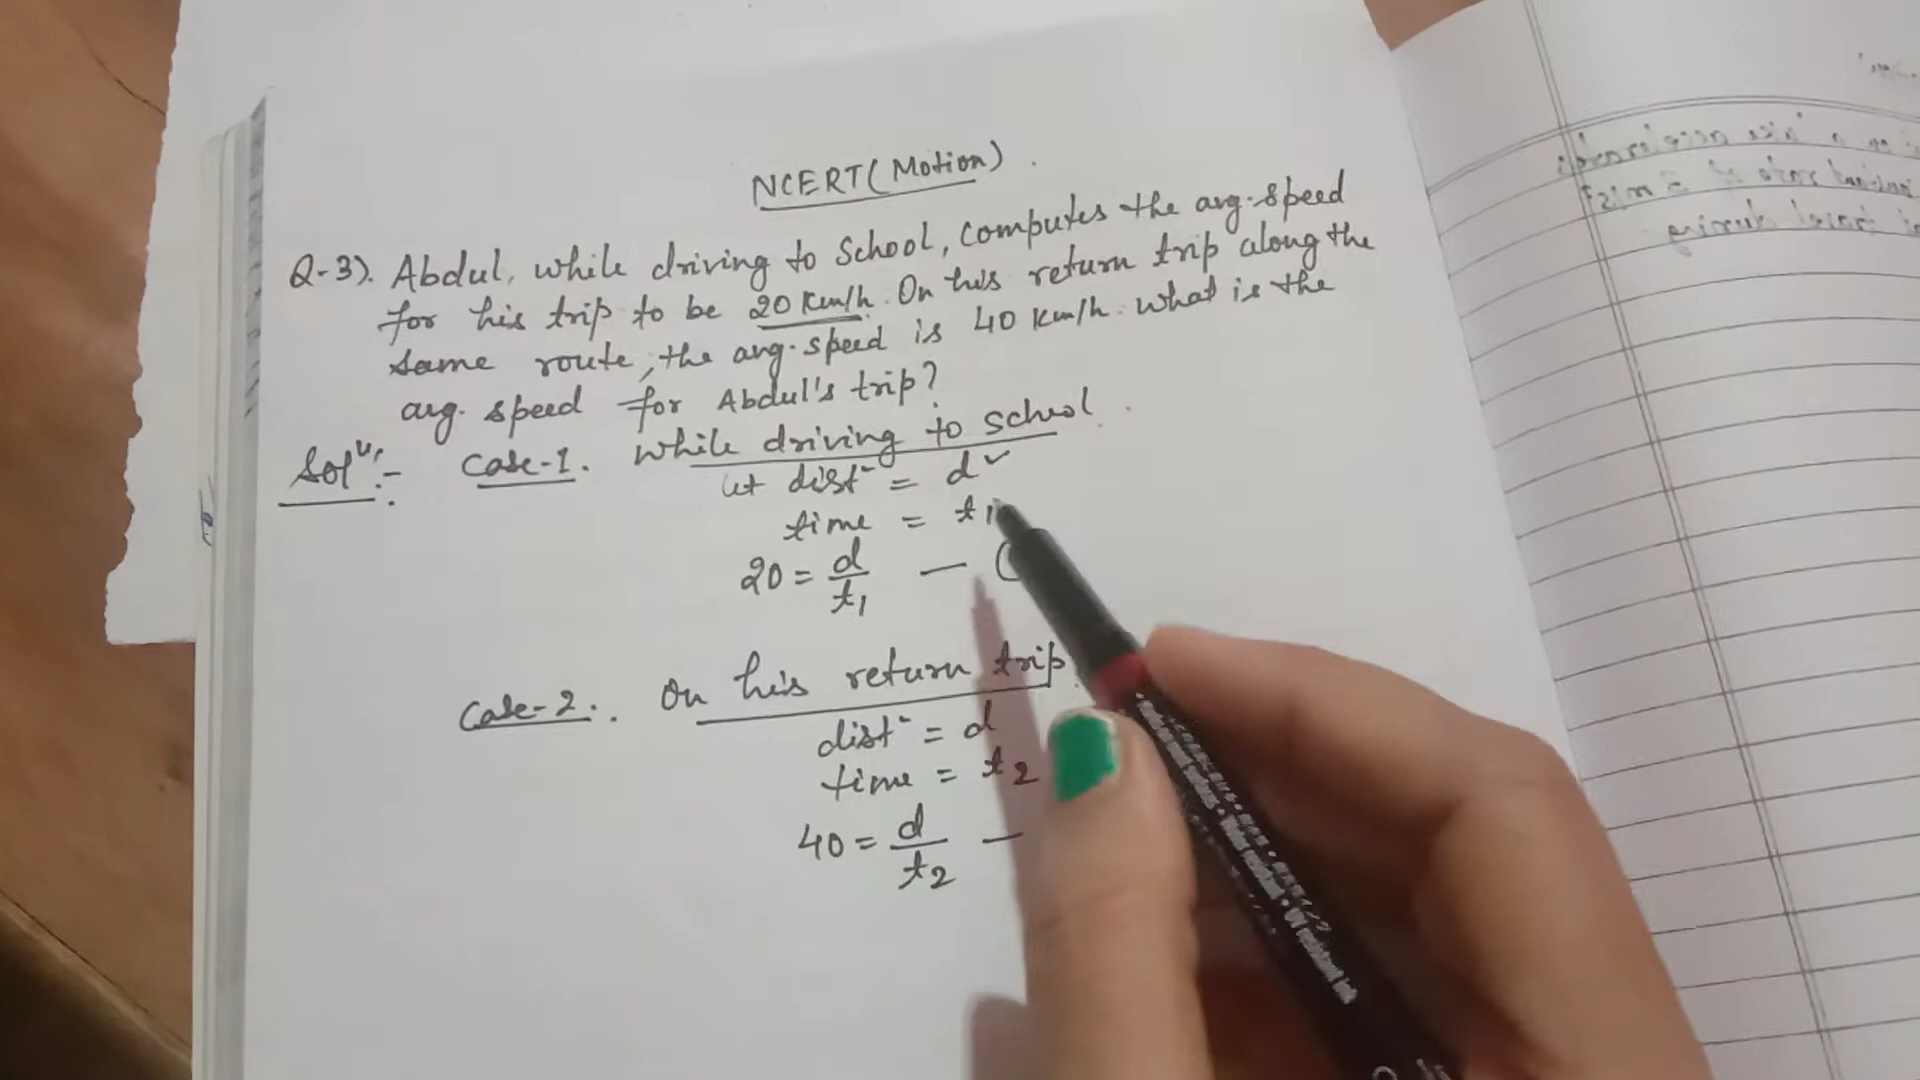 NCERT (Motion).
Q-3). Abdul, while driving to School, computes the avg. speed
for his trip to be 20 km/h. On his return trip along the
same route, the avg. speed is 40 km/h. what is the
avg. speed for Abdul's trip?
Solⁿ:- Case-1. While driving to school.
let dist = d
time = t1
20 = d/t1 — (
Case-2. On his return trip
dist = d
time = t2
40 = d/t2 —